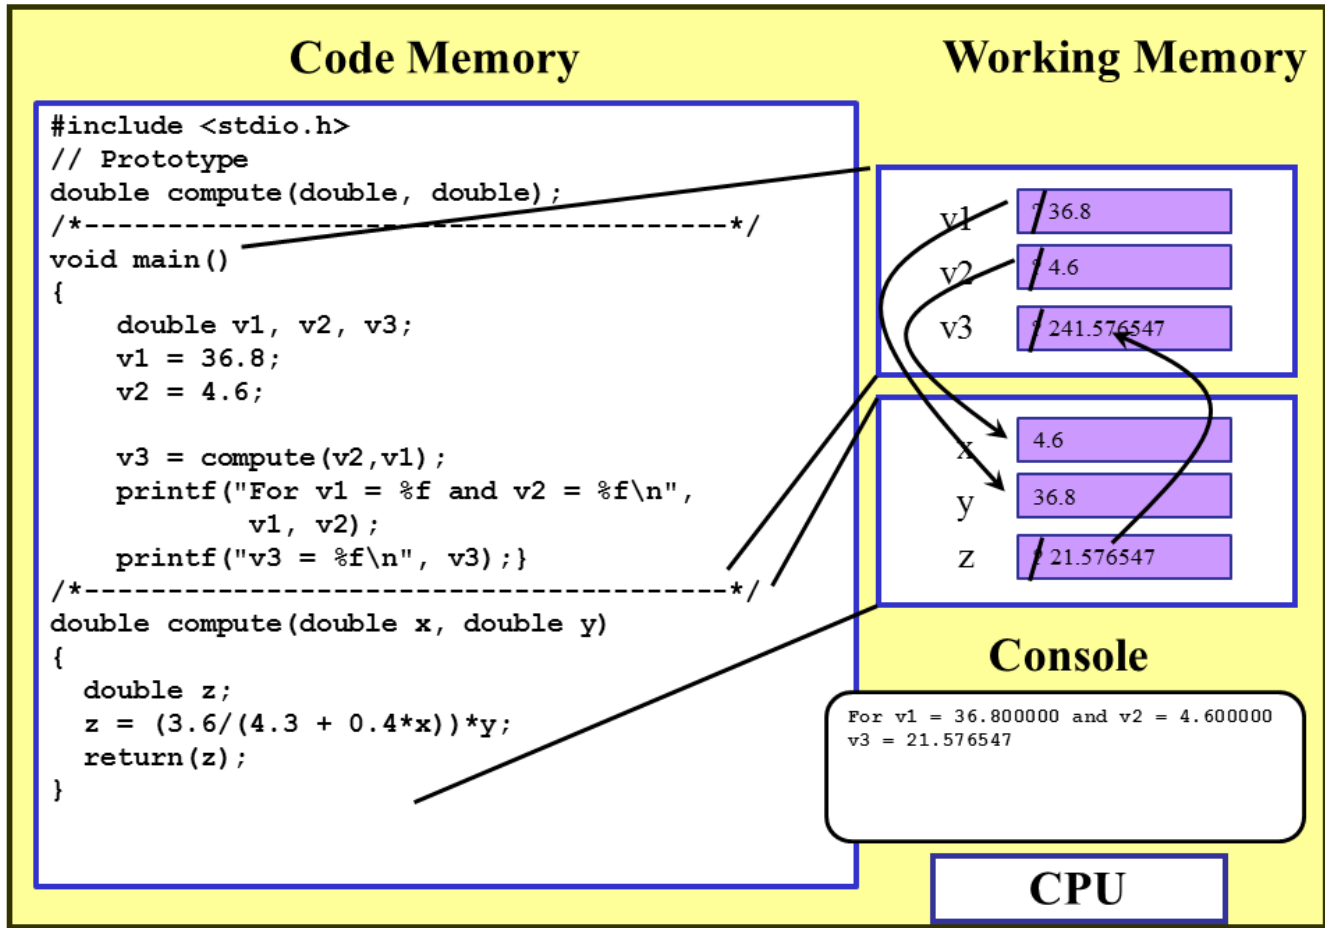 Code Memory
#include <stdio.h>
// Prototype
double compute(double, double);
/*---------------------------------------*/
void main()
{
    double v1, v2, v3;
    v1 = 36.8;
    v2 = 4.6;
    v3 = compute(v2,v1);
    printf("For v1 = %f and v2 = %f\n",
            v1, v2);
    printf("v3 = %f\n", v3);}
/*---------------------------------------*/
double compute(double x, double y)
{
  double z;
  z = (3.6/(4.3 + 0.4*x))*y;
  return(z);
}
Working Memory
v1 ? 36.8
v2 ? 4.6
v3 ? 241.576547
x 4.6
y 36.8
z ? 21.576547
Console
For v1 = 36.800000 and v2 = 4.600000
v3 = 21.576547
CPU